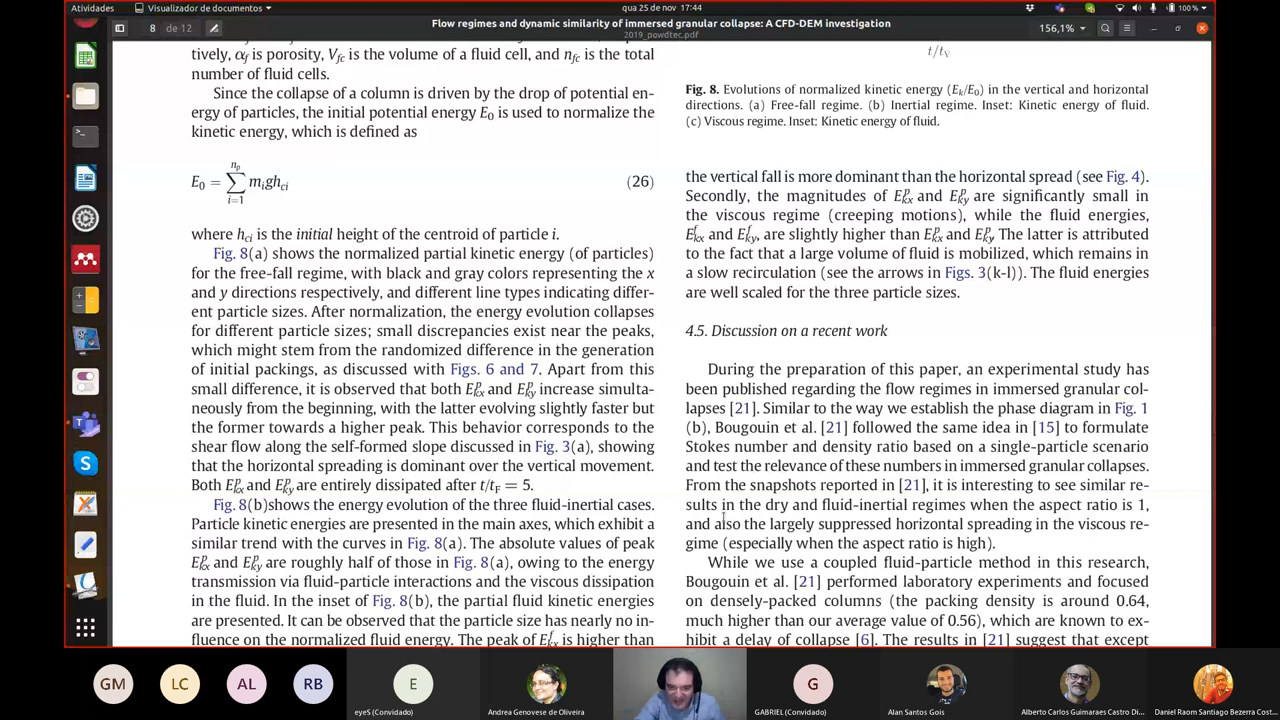 Atividades
Visualizador de documentos
qua 25 de nov 17:44
100 %
8 de 12
Flow regimes and dynamic similarity of immersed granular collapse: A CFD-DEM investigation
2019_powdtec.pdf
156,1%
tively, αf is porosity, Vfc is the volume of a fluid cell, and nfc is the total
number of fluid cells.
Since the collapse of a column is driven by the drop of potential en-
ergy of particles, the initial potential energy E0 is used to normalize the
kinetic energy, which is defined as
E0 = ∑ i=1 np mighci (26)
where hci is the initial height of the centroid of particle i.
Fig. 8(a) shows the normalized partial kinetic energy (of particles)
for the free-fall regime, with black and gray colors representing the x
and y directions respectively, and different line types indicating differ-
ent particle sizes. After normalization, the energy evolution collapses
for different particle sizes; small discrepancies exist near the peaks,
which might stem from the randomized difference in the generation
of initial packings, as discussed with Figs. 6 and 7. Apart from this
small difference, it is observed that both Epkx and Epky increase simulta-
neously from the beginning, with the latter evolving slightly faster but
the former towards a higher peak. This behavior corresponds to the
shear flow along the self-formed slope discussed in Fig. 3(a), showing
that the horizontal spreading is dominant over the vertical movement.
Both Epkx and Epky are entirely dissipated after t/tF = 5.
Fig. 8(b)shows the energy evolution of the three fluid-inertial cases.
Particle kinetic energies are presented in the main axes, which exhibit a
similar trend with the curves in Fig. 8(a). The absolute values of peak
Epkx and Epky are roughly half of those in Fig. 8(a), owing to the energy
transmission via fluid-particle interactions and the viscous dissipation
in the fluid. In the inset of Fig. 8(b), the partial fluid kinetic energies
are presented. It can be observed that the particle size has nearly no in-
fluence on the normalized fluid energy. The peak of Efkx is higher than
t/tV
Fig. 8. Evolutions of normalized kinetic energy (Ek/E0) in the vertical and horizontal
directions. (a) Free-fall regime. (b) Inertial regime. Inset: Kinetic energy of fluid.
(c) Viscous regime. Inset: Kinetic energy of fluid.
the vertical fall is more dominant than the horizontal spread (see Fig. 4).
Secondly, the magnitudes of Epkx and Epky are significantly small in
the viscous regime (creeping motions), while the fluid energies,
Efkx and Efky, are slightly higher than Epkx and Epky. The latter is attributed
to the fact that a large volume of fluid is mobilized, which remains in
a slow recirculation (see the arrows in Figs. 3(k-l)). The fluid energies
are well scaled for the three particle sizes.
4.5. Discussion on a recent work
During the preparation of this paper, an experimental study has
been published regarding the flow regimes in immersed granular col-
lapses [21]. Similar to the way we establish the phase diagram in Fig. 1
(b), Bougouin et al. [21] followed the same idea in [15] to formulate
Stokes number and density ratio based on a single-particle scenario
and test the relevance of these numbers in immersed granular collapses.
From the snapshots reported in [21], it is interesting to see similar re-
sults in the dry and fluid-inertial regimes when the aspect ratio is 1,
and also the largely suppressed horizontal spreading in the viscous re-
gime (especially when the aspect ratio is high).
While we use a coupled fluid-particle method in this research,
Bougouin et al. [21] performed laboratory experiments and focused
on densely-packed columns (the packing density is around 0.64,
much higher than our average value of 0.56), which are known to ex-
hibit a delay of collapse [6]. The results in [21] suggest that except
GM
LC
AL
RB
E
G
eyeS (Convidado)
Andrea Genovese de Oliveira
GABRIEL (Convidado)
Alan Santos Gois
Alberto Carlos Guimaraes Castro Di...
Daniel Raom Santiago Bezerra Cost...